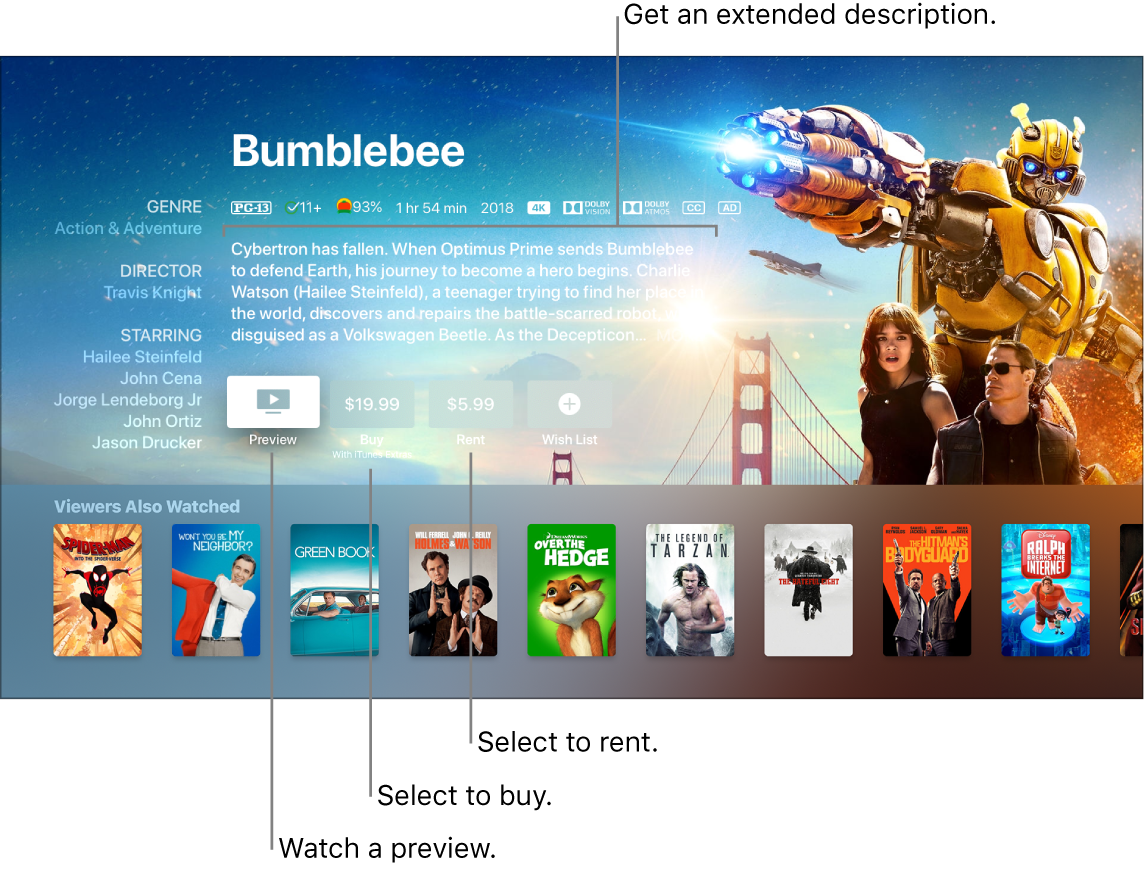 Get an extended description.
Bumblebee
PG-13 11+ 93% 1 hr 54 min 2018 4K DOLBY VISION DOLBY ATMOS CC AD
GENRE
Action & Adventure
DIRECTOR
Travis Knight
STARRING
Hailee Steinfeld
John Cena
Jorge Lendeborg Jr
John Ortiz
Jason Drucker
Cybertron has fallen. When Optimus Prime sends Bumblebee
to defend Earth, his journey to become a hero begins. Charlie
Watson (Hailee Steinfeld), a teenager trying to find her place in
the world, discovers and repairs the battle-scarred robot,
disguised as a Volkswagen Beetle. As the Decepticon...
$19.99
$5.99
Preview
Buy
With iTunes Extras
Rent
Wish List
Viewers Also Watched
SPIDER-MAN
INTO THE SPIDER-VERSE
WON'T YOU BE MY
NEIGHBOR?
GREEN BOOK
WILL FERRELL JOHN C. REILLY
HOLMES & WATSON
DREAMWORKS
OVER THE
HEDGE
THE LEGEND OF
TARZAN
THE HATEFUL EIGHT
THE HITMAN'S
BODYGUARD
Disney
RALPH
BREAKS THE
INTERNET
Select to rent.
Select to buy.
Watch a preview.